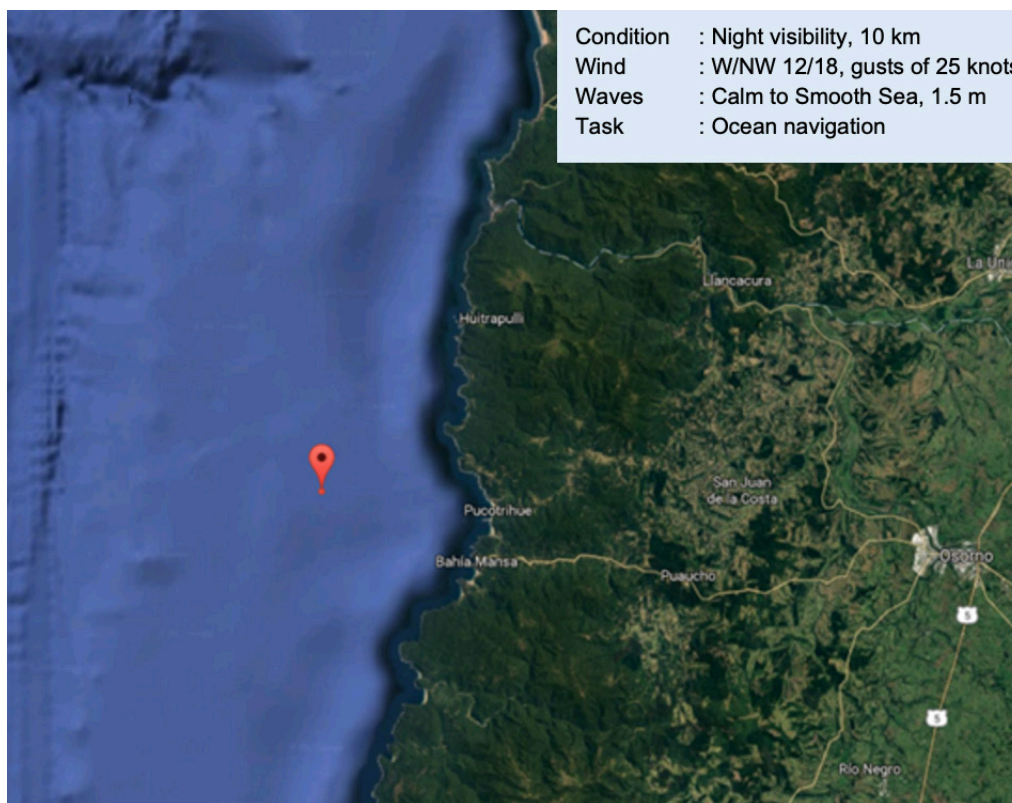 Condition : Night visibility, 10 km
Wind : W/NW 12/18, gusts of 25 knots
Waves : Calm to Smooth Sea, 1.5 m
Task : Ocean navigation
La Uni
Llancacura
Huitrapulli
San Juan
de la Costa
Pucotrihue
Bahía Mansa
Osorno
Puaucho
5
5
Río Negro